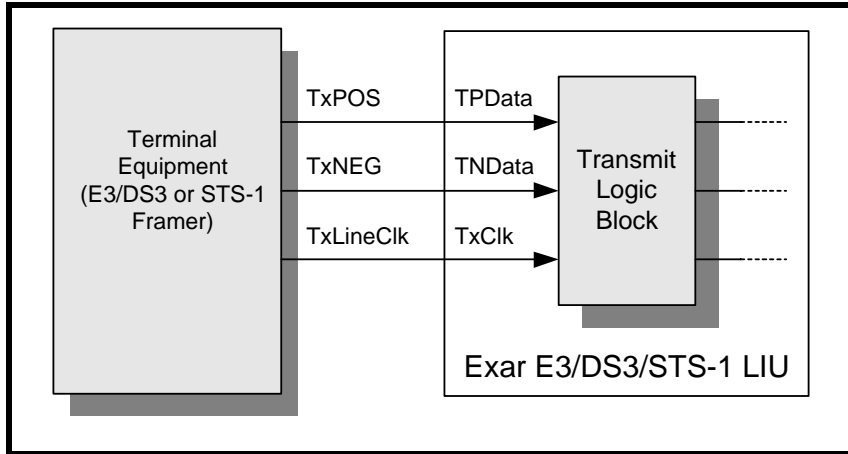 Terminal
Equipment
(E3/DS3 or STS-1
Framer)
TxPOS
TPData
TxNEG
TNData
TxLineClk
TxClk
Transmit
Logic
Block
Exar E3/DS3/STS-1 LIU